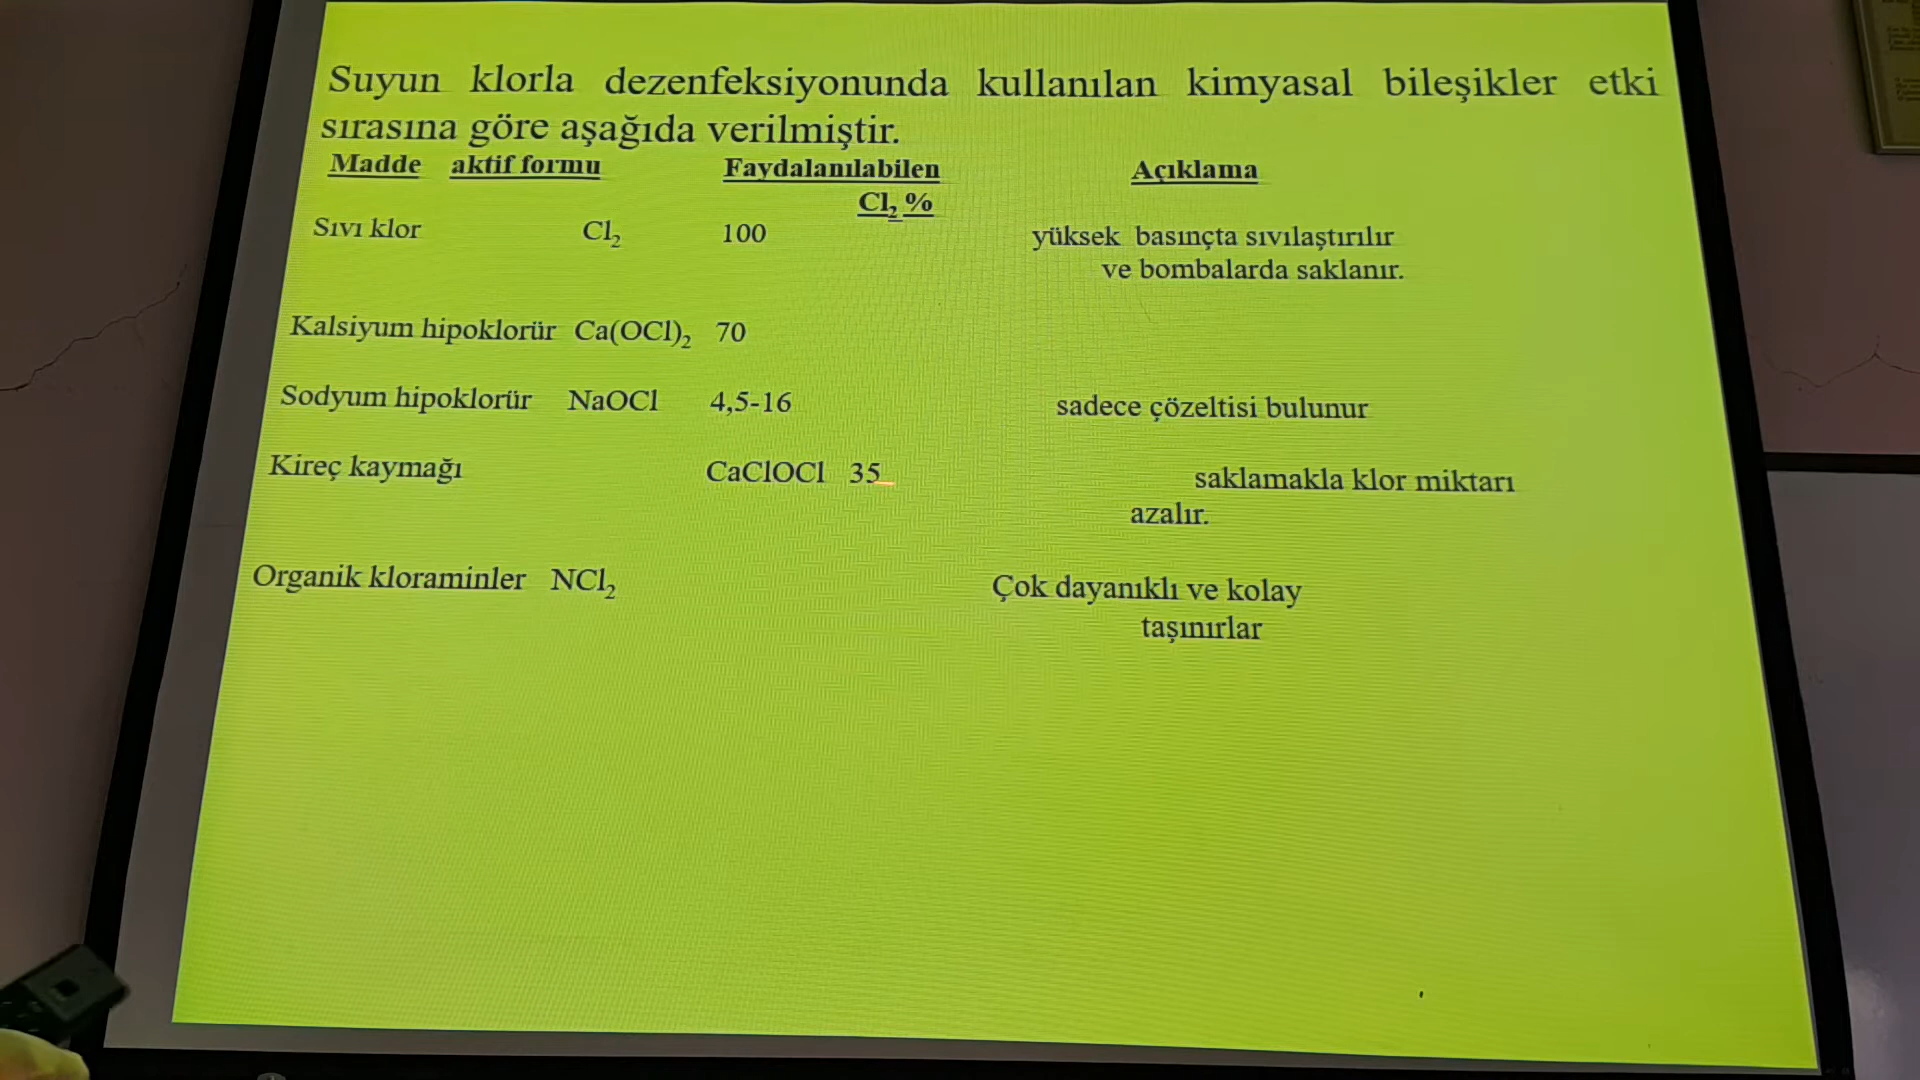 Suyun klorla dezenfeksiyonunda kullanılan kimyasal bileşikler etki
sırasına göre aşağıda verilmiştir.
Madde aktif formu Faydalanılabilen Açıklama
Cl₂ %
Sıvı klor Cl₂ 100 yüksek basınçta sıvılaştırılır
ve bombalarda saklanır.
Kalsiyum hipoklorür Ca(OCl)₂ 70
Sodyum hipoklorür NaOCl 4,5-16 sadece çözeltisi bulunur
Kireç kaymağı CaClOCl 35 saklamakla klor miktarı
azalır.
Organik kloraminler NCl₂ Çok dayanıklı ve kolay
taşınırlar